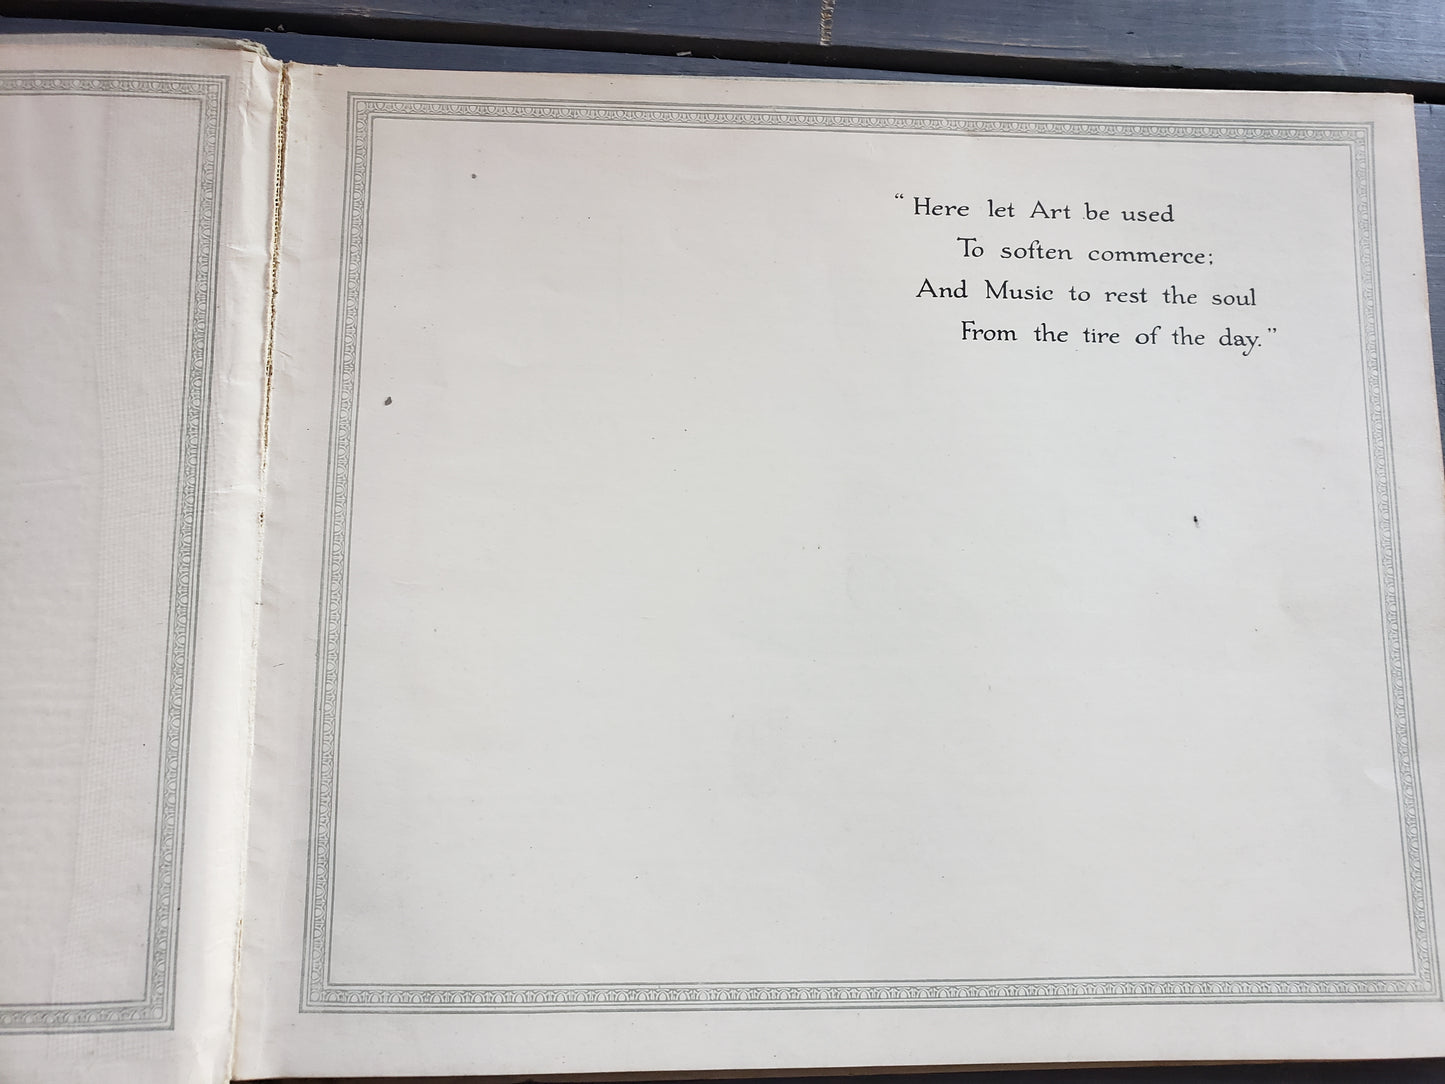 “Here let Art be used
To soften commerce;
And Music to rest the soul
From the tire of the day.”